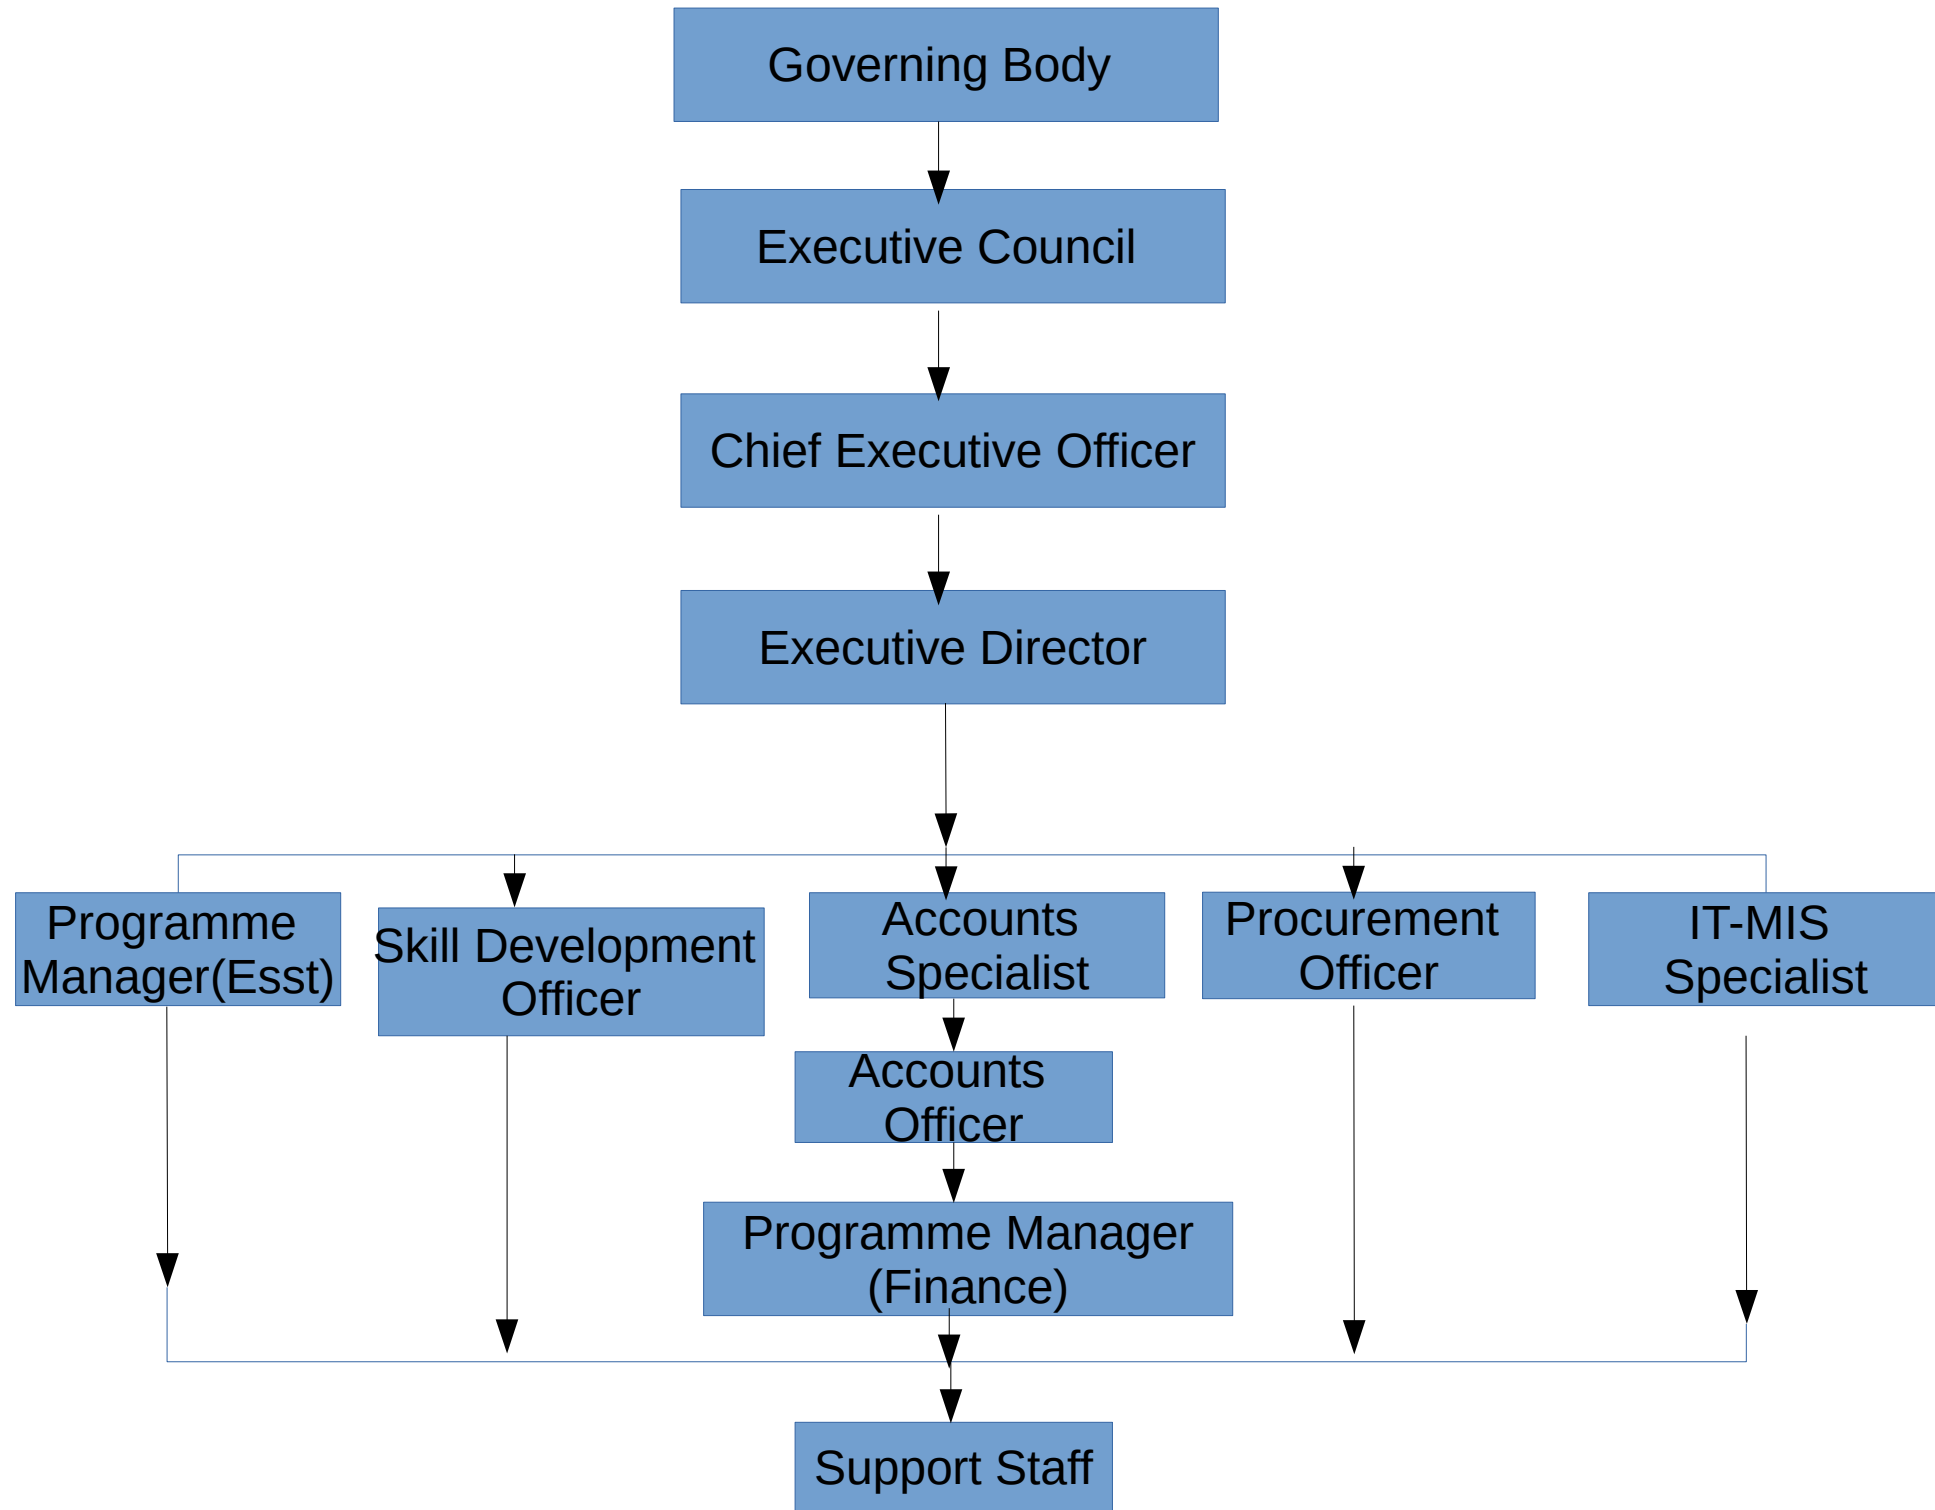 Governing Body
Executive Council
Chief Executive Officer
Executive Director
Programme
Manager(Esst)
Skill Development
Officer
Accounts
Specialist
Procurement
Officer
IT-MIS
Specialist
Accounts
Officer
Programme Manager
(Finance)
Support Staff